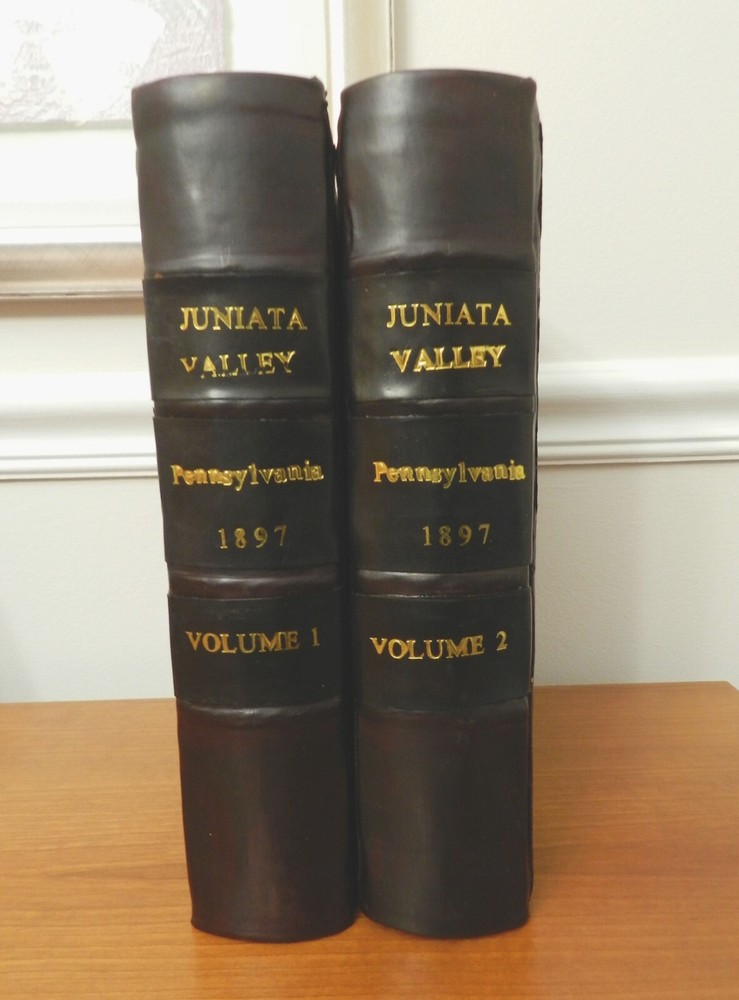 JUNIATA
VALLEY
Pennsylvania
1897
VOLUME 1
JUNIATA
VALLEY
Pennsylvania
1897
VOLUME 2